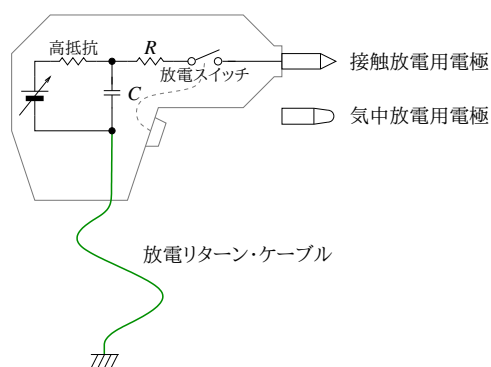 高抵抗
R
放電スイッチ
C
接触放電用電極
気中放電用電極
放電リターン・ケーブル